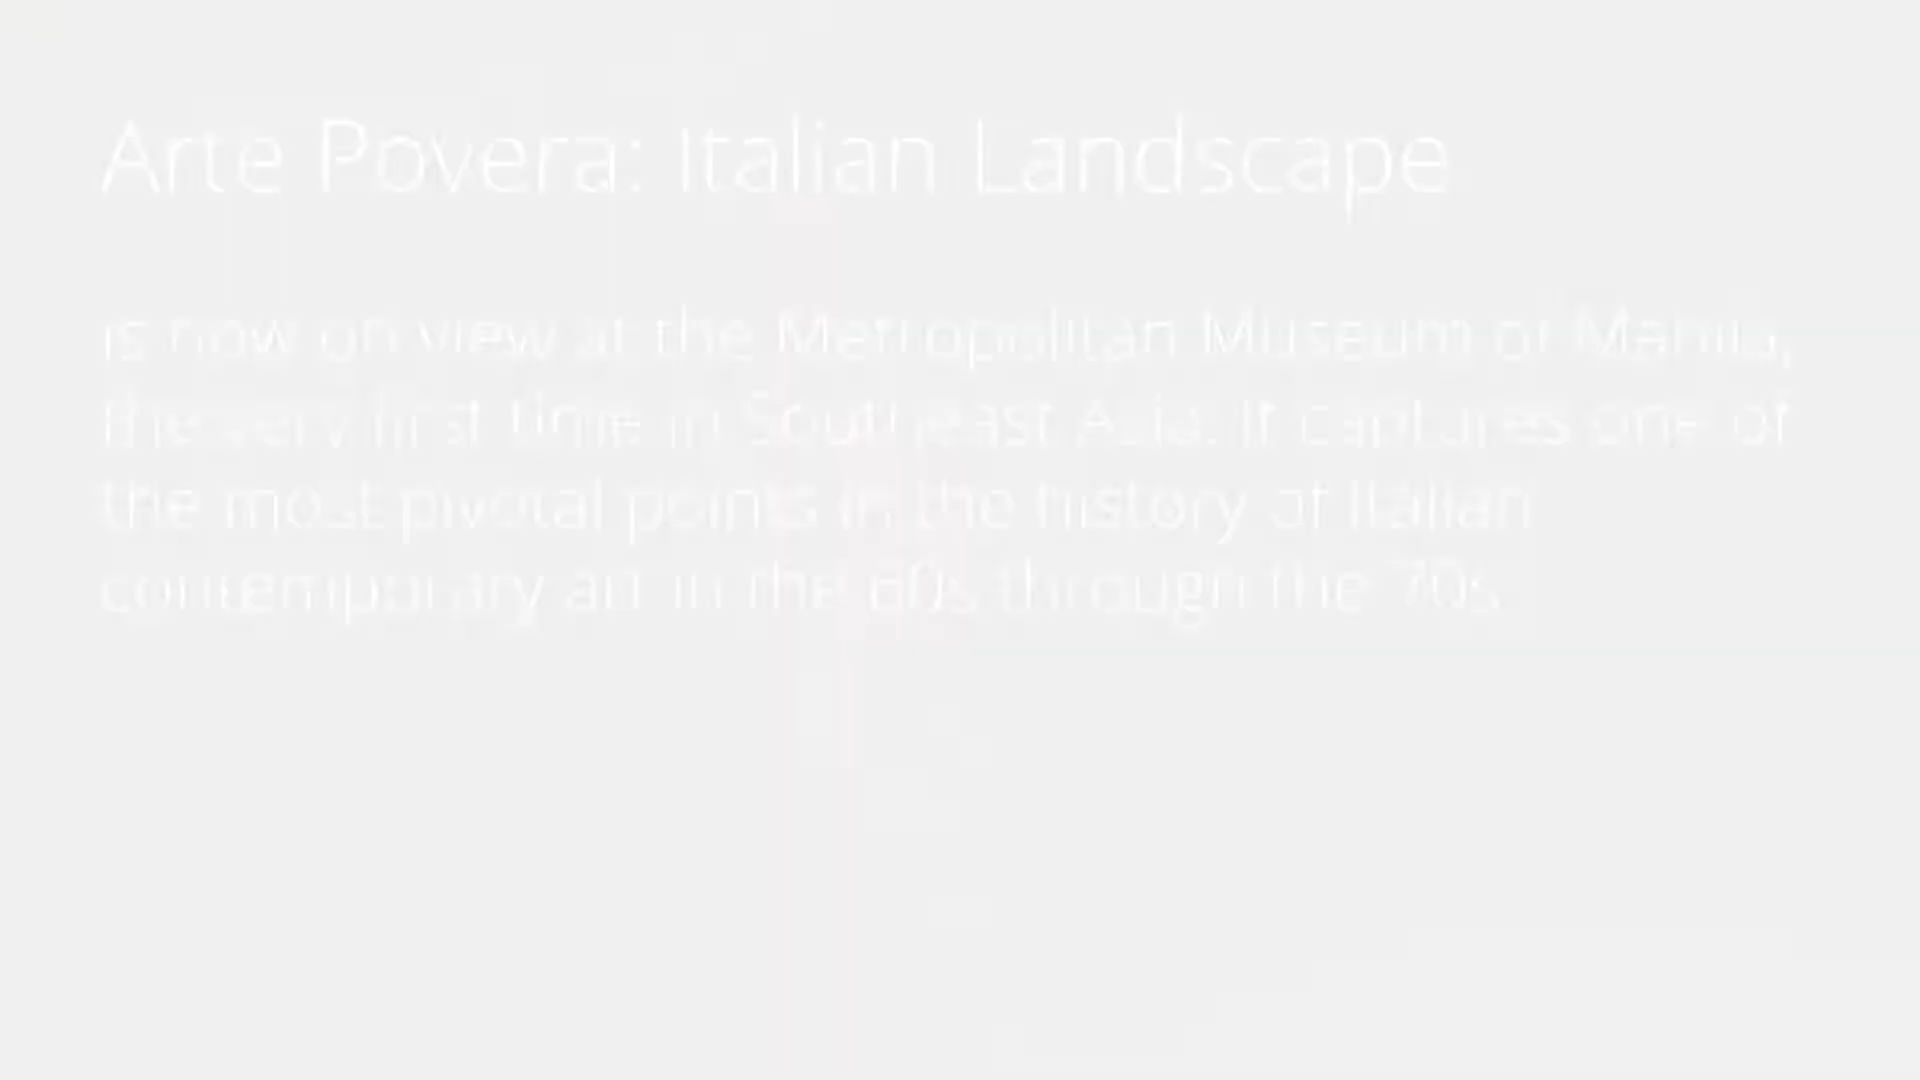 Arte Povera: Italian Landscape
is now on view at the Metropolitan Museum of Manila,
the very first time in Southeast Asia. It captures one of
the most pivotal points in the history of Italian
contemporary art in the 60s through the 70s